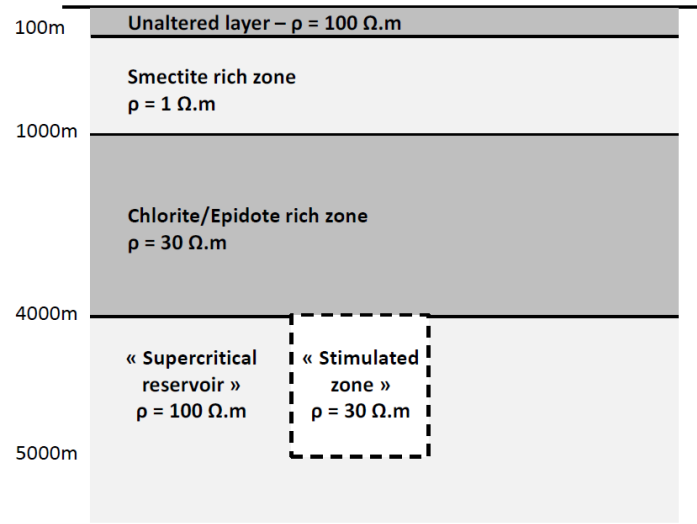 100m
Unaltered layer – ρ = 100 Ω.m
Smectite rich zone
ρ = 1 Ω.m
1000m
Chlorite/Epidote rich zone
ρ = 30 Ω.m
4000m
« Supercritical
reservoir »
ρ = 100 Ω.m
« Stimulated
zone »
ρ = 30 Ω.m
5000m